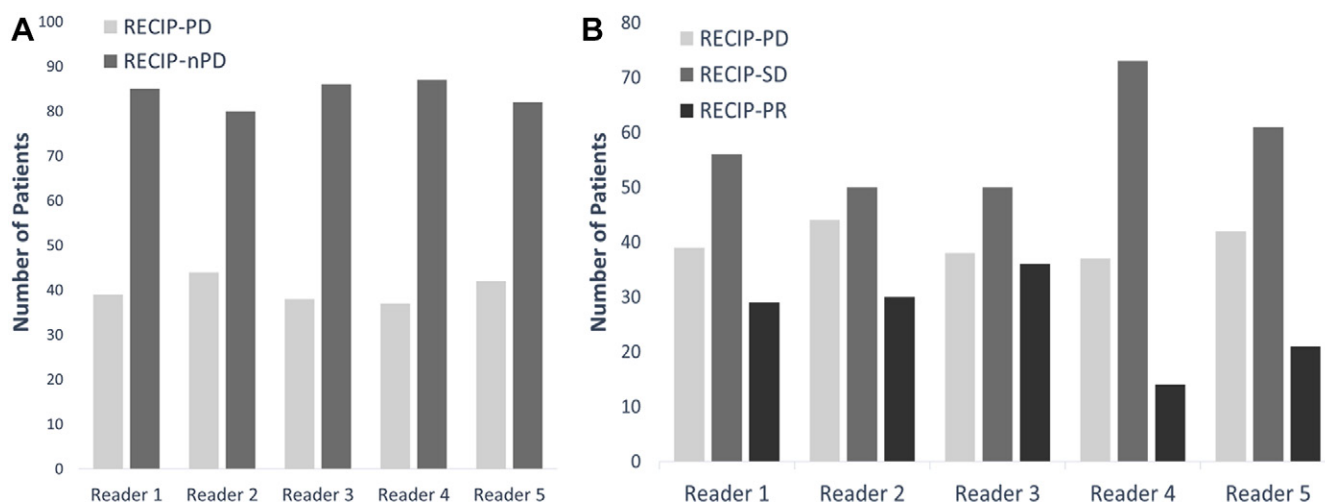 A
RECIP-PD
RECIP-nPD
Number of Patients
100
90
80
70
60
50
40
30
20
10
0
Reader 1 Reader 2 Reader 3 Reader 4 Reader 5
B
RECIP-PD
RECIP-SD
RECIP-PR
Number of Patients
80
70
60
50
40
30
20
10
0
Reader 1 Reader 2 Reader 3 Reader 4 Reader 5